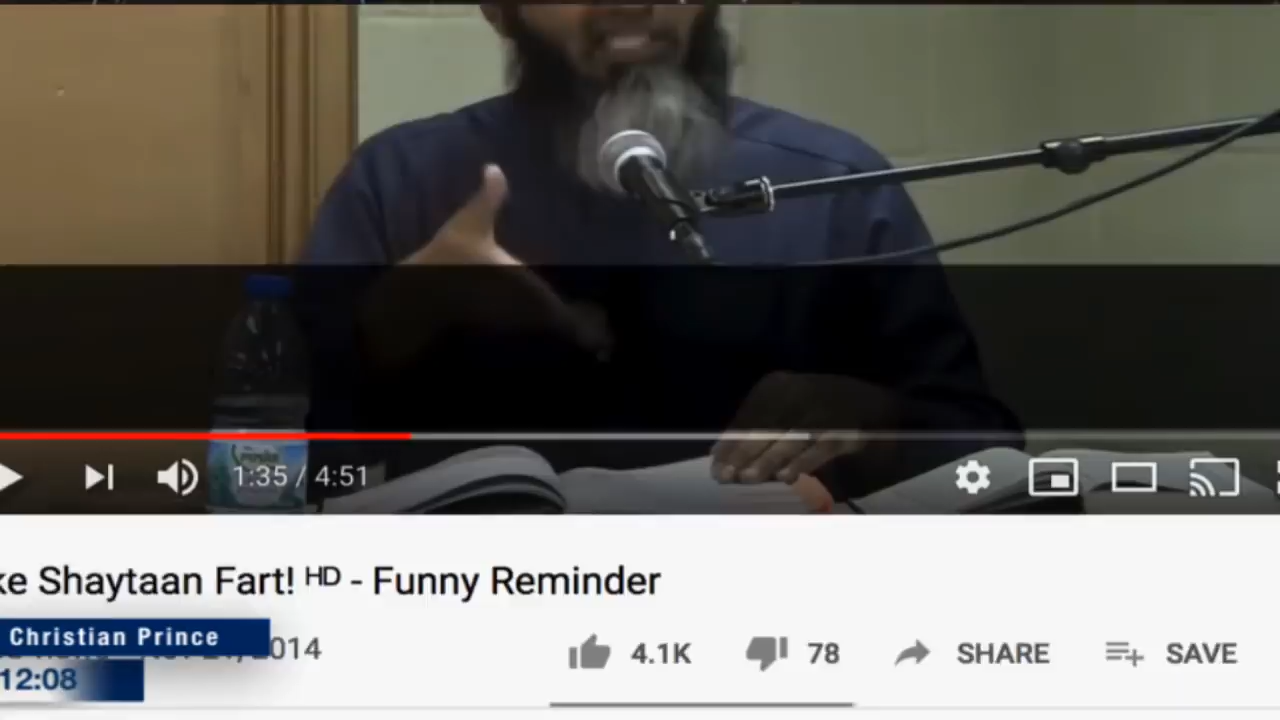 1:35 / 4:51
ke Shaytaan Fart! HD - Funny Reminder
Christian Prince
2014
4.1K
78
SHARE
SAVE
12:08